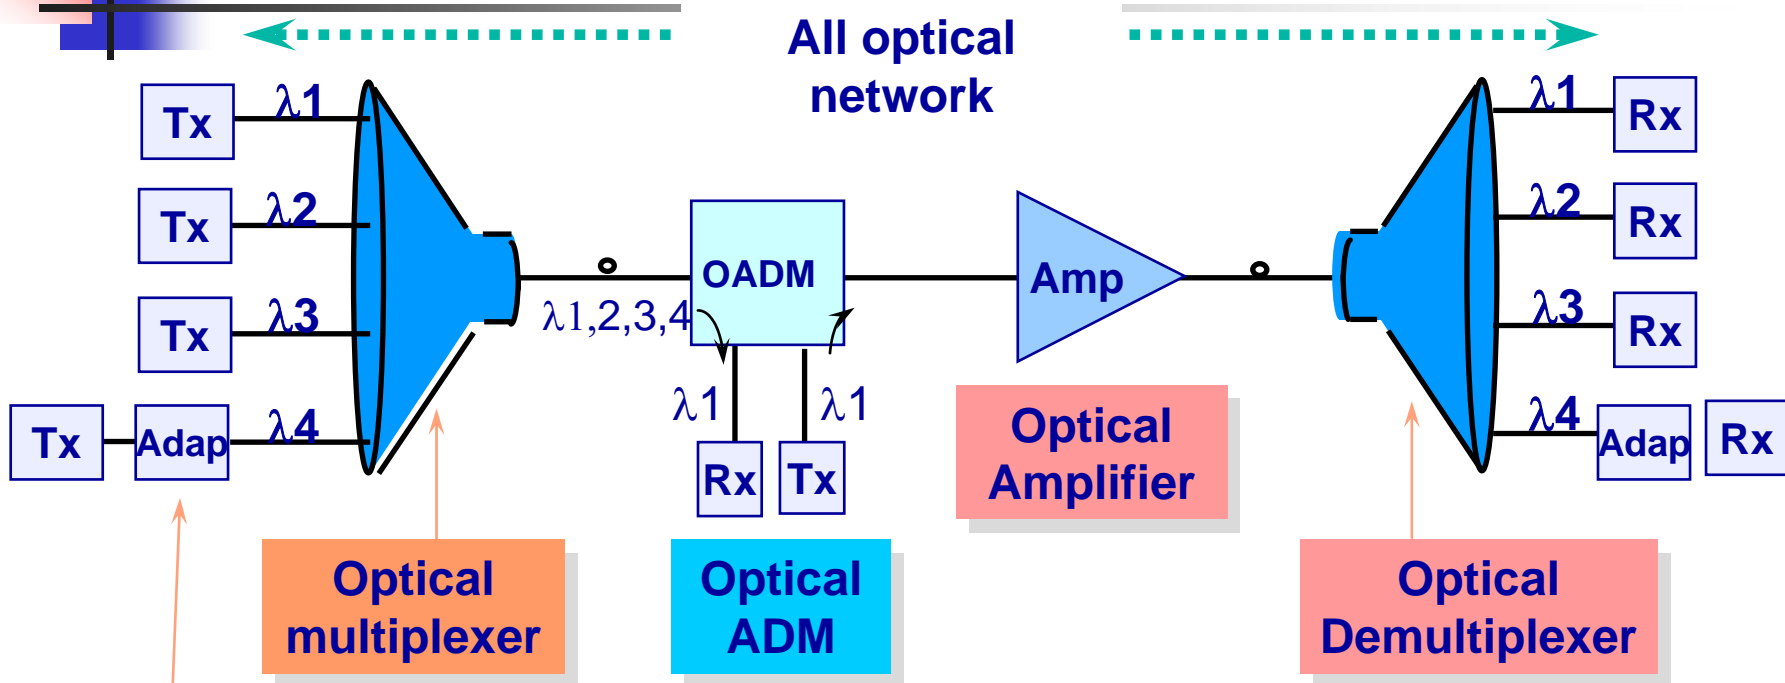 All optical
network
Tx
λ1
λ1
Rx
Tx
λ2
λ2
Rx
OADM
Amp
Tx
λ3
λ1,2,3,4
λ3
Rx
λ1
λ1
Tx
Adap
λ4
λ4
Adap
Rx
Rx
Tx
Optical
Amplifier
Optical
multiplexer
Optical
ADM
Optical
Demultiplexer